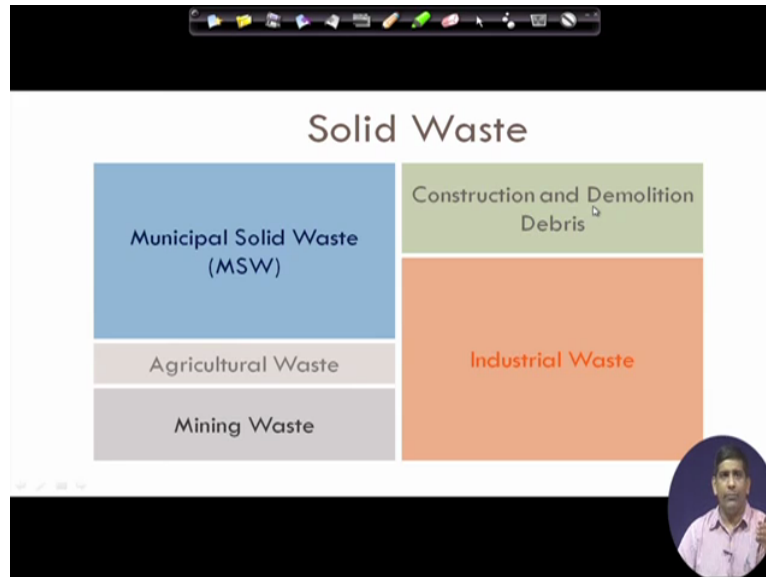 Solid Waste
Municipal Solid Waste
(MSW)
Agricultural Waste
Mining Waste
Construction and Demolition
Debris
Industrial Waste